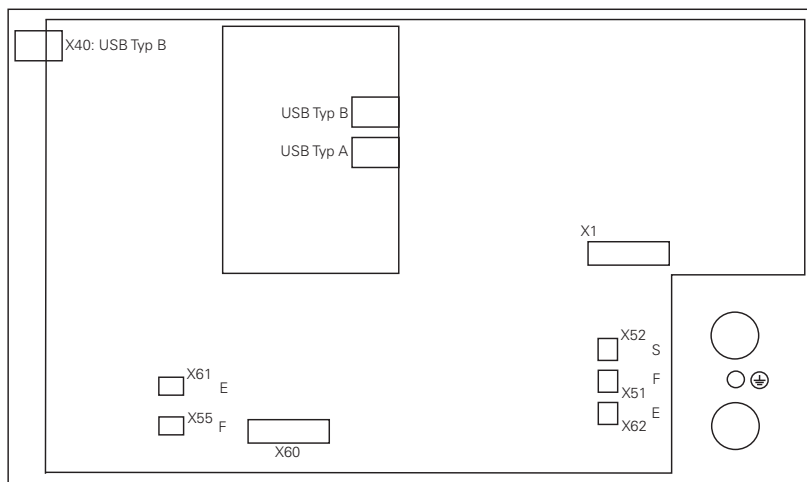 X40: USB Typ B
USB Typ B
USB Typ A
X1
X52
S
X61
E
F
X51
X55
F
E
X62
X60